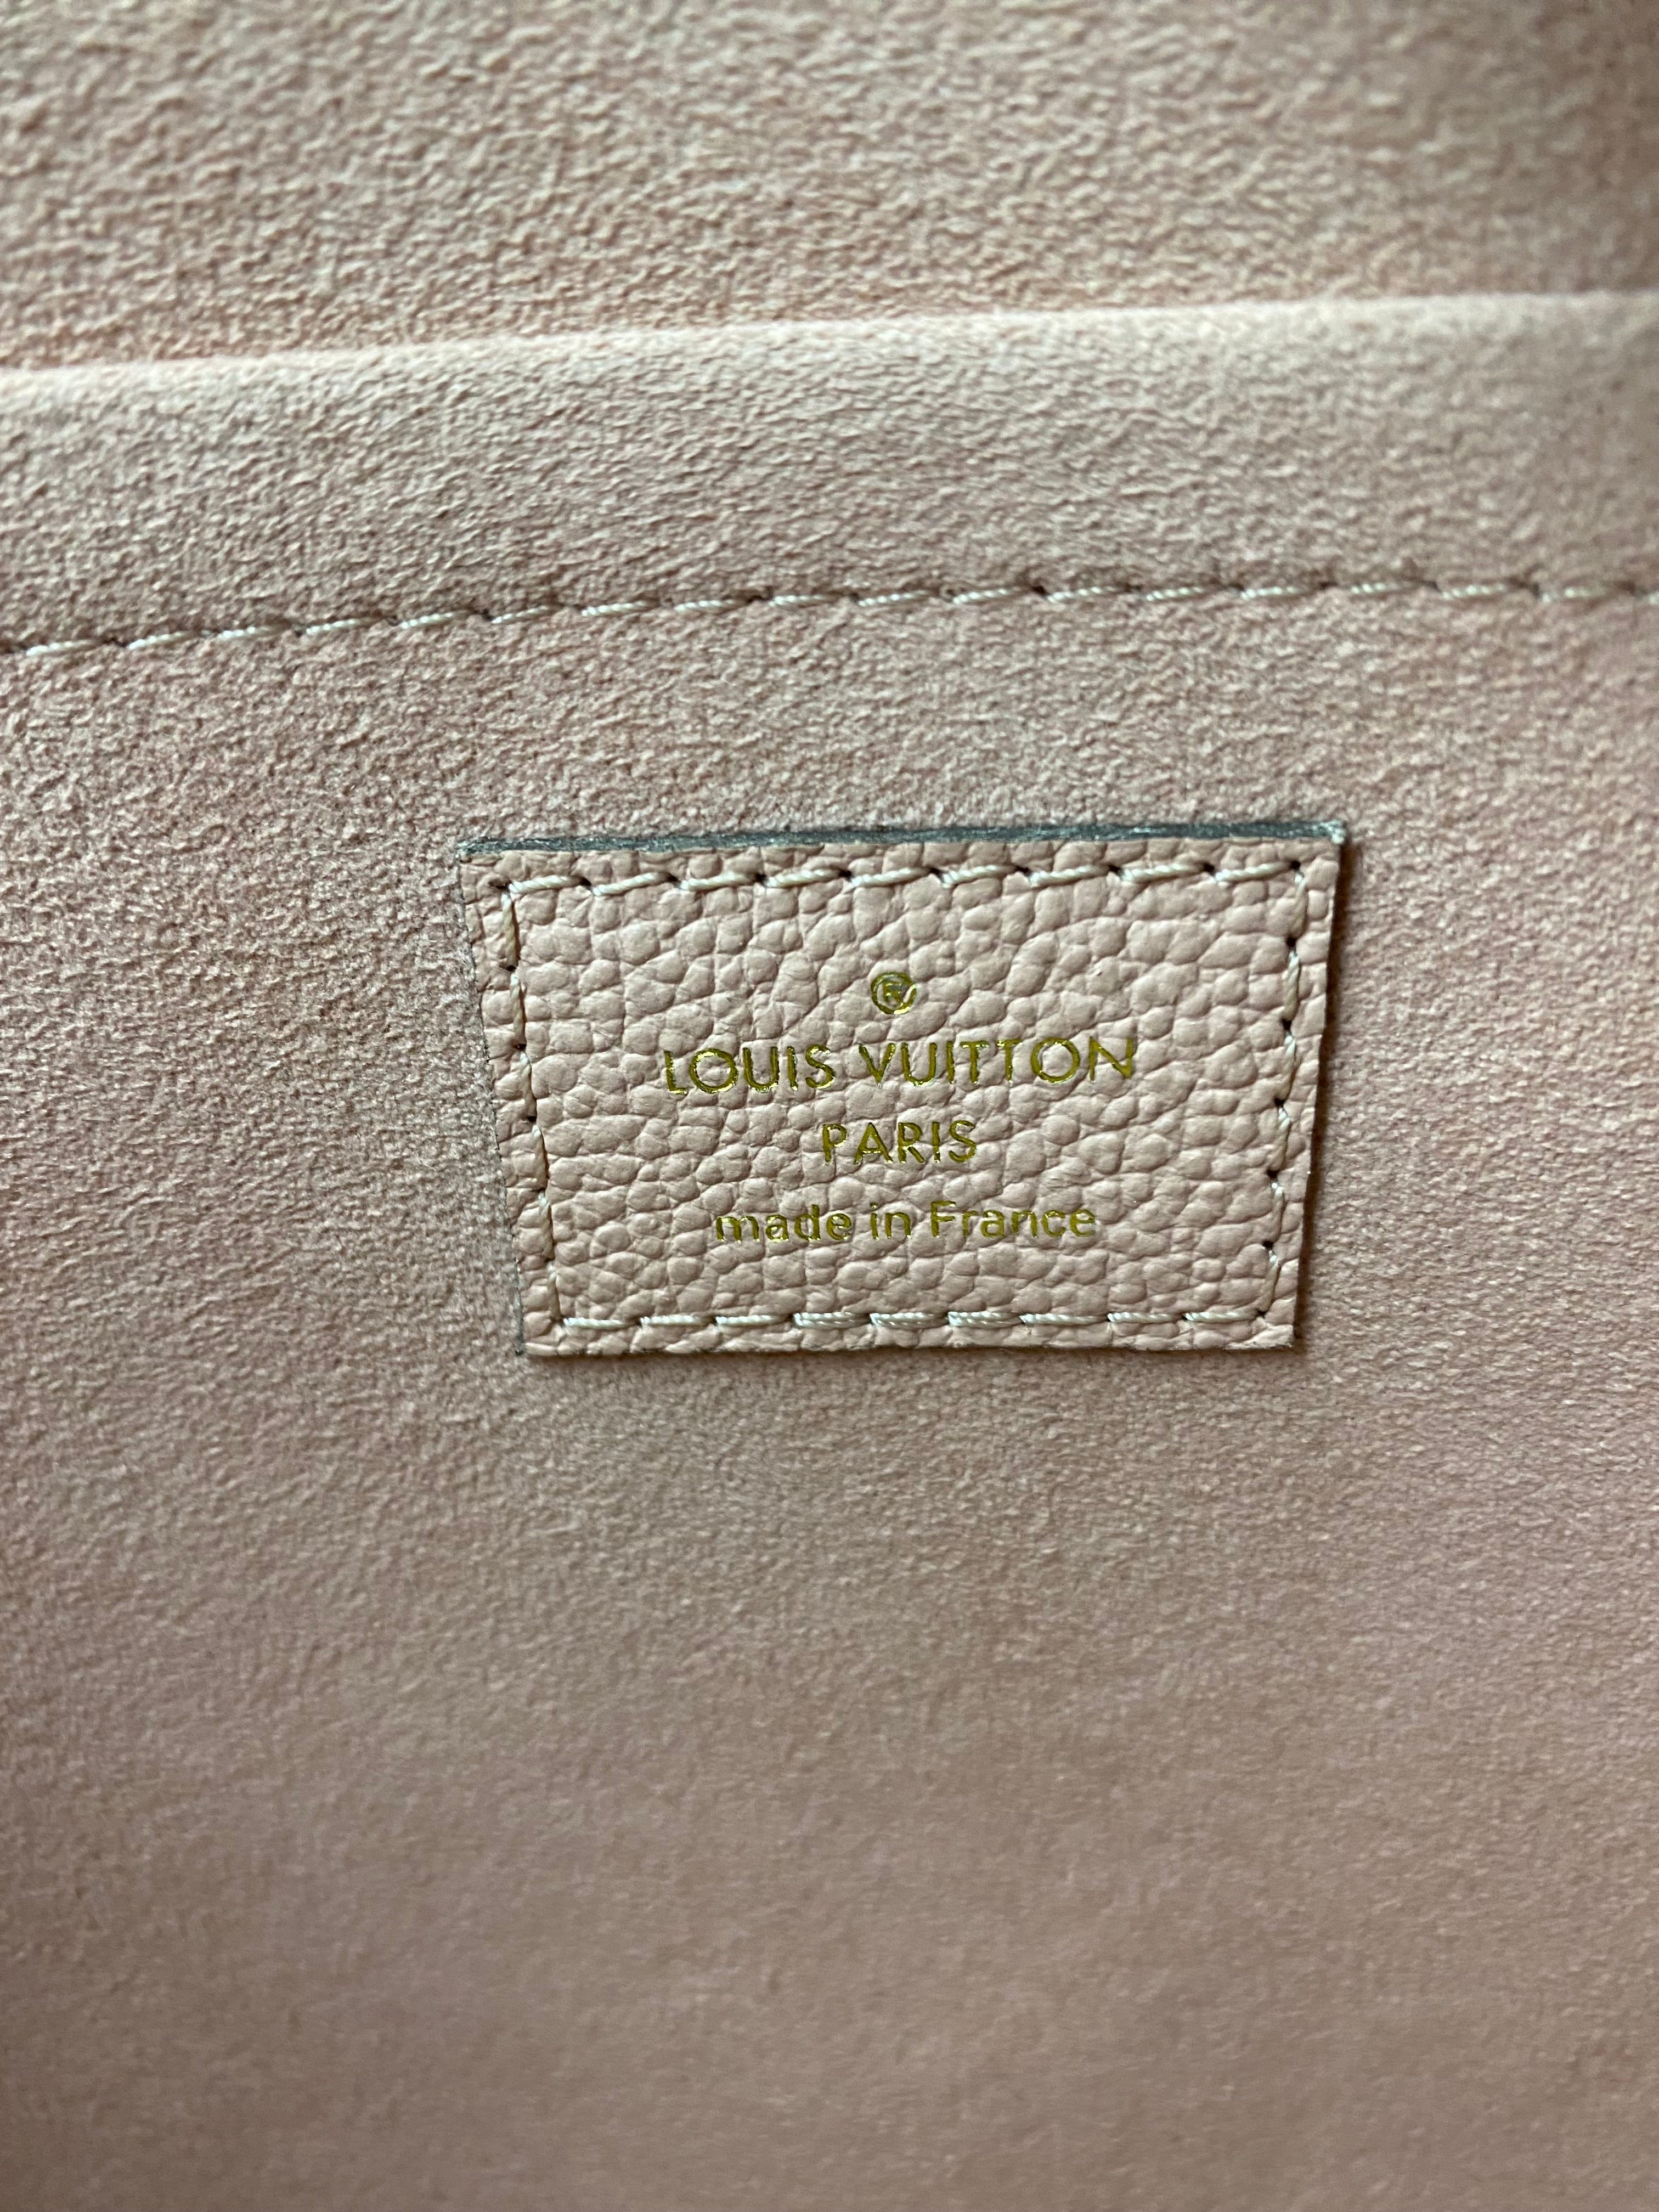 ®
LOUIS VUITTON
PARIS
made in France